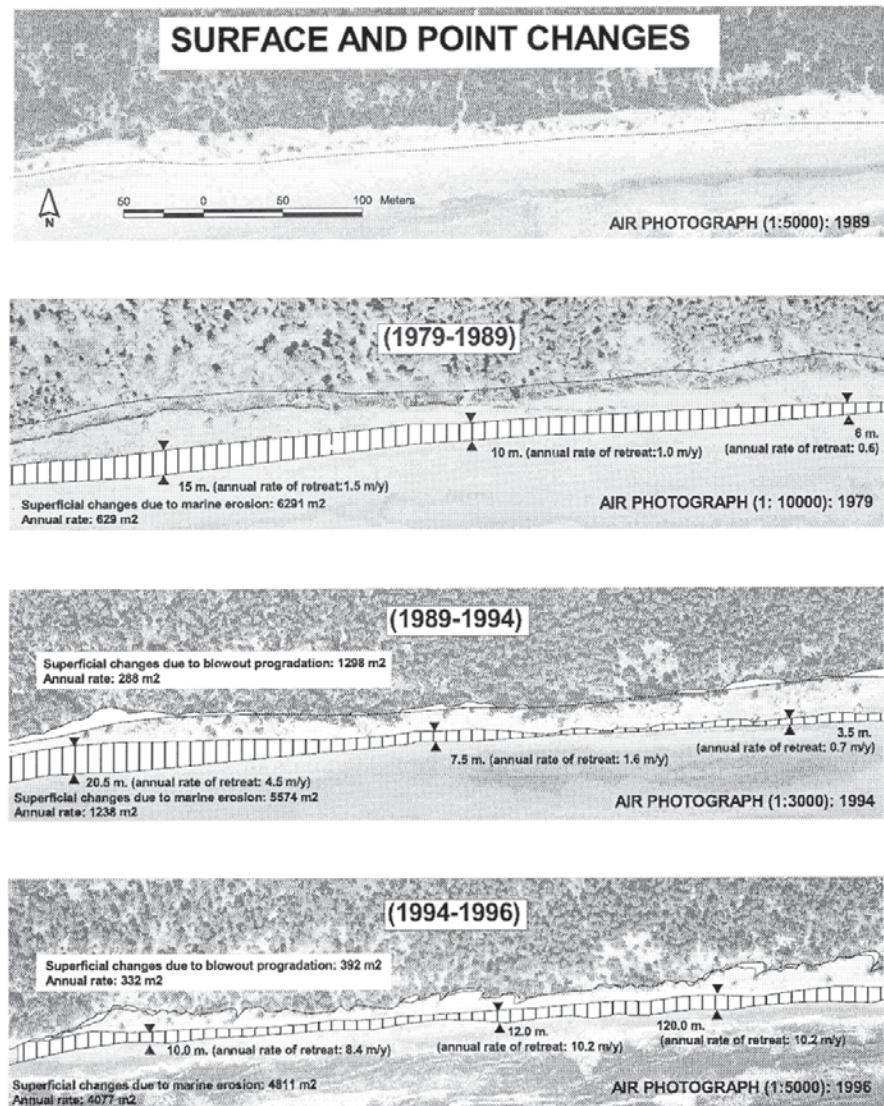 SURFACE AND POINT CHANGES
50 0 50 100 Meters
N
AIR PHOTOGRAPH (1:5000): 1989
(1979-1989)
6 m.
(annual rate of retreat: 0.6)
10 m. (annual rate of retreat:1.0 m/y)
15 m. (annual rate of retreat:1.5 m/y)
Superficial changes due to marine erosion: 6291 m2
Annual rate: 629 m2
AIR PHOTOGRAPH (1: 10000): 1979
(1989-1994)
Superficial changes due to blowout progradation: 1298 m2
Annual rate: 288 m2
3.5 m.
(annual rate of retreat: 0.7 m/y)
7.5 m. (annual rate of retreat: 1.6 m/y)
20.5 m. (annual rate of retreat: 4.5 m/y)
Superficial changes due to marine erosion: 5574 m2
Annual rate: 1238 m2
AIR PHOTOGRAPH (1:3000): 1994
(1994-1996)
Superficial changes due to blowout progradation: 392 m2
Annual rate: 332 m2
10.0 m. (annual rate of retreat: 8.4 m/y)
12.0 m.
(annual rate of retreat: 10.2 m/y)
120.0 m.
(annual rate of retreat: 10.2 m/y)
Superficial changes due to marine erosion: 4811 m2
Annual rate: 4077 m2
AIR PHOTOGRAPH (1:5000): 1996